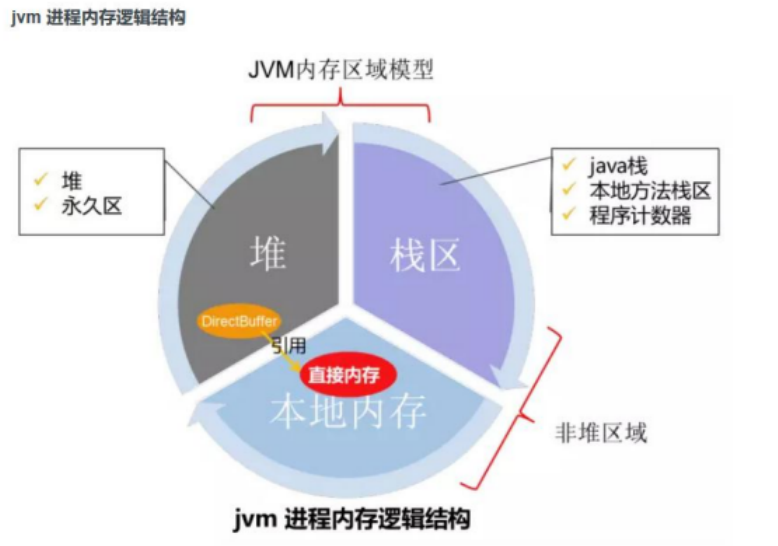 jvm 进程内存逻辑结构
JVM内存区域模型
堆
永久区
java栈
本地方法栈区
程序计数器
堆
栈区
DirectBuffer
引用
直接内存
本地内存
非堆区域
jvm 进程内存逻辑结构